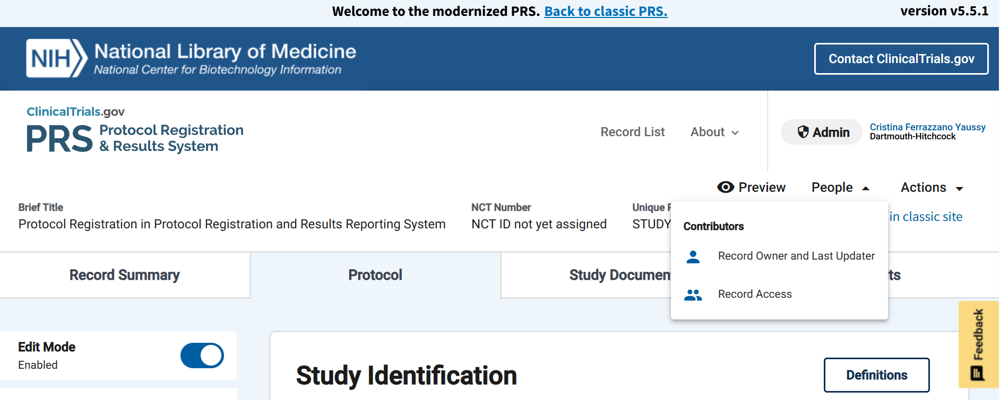 Welcome to the modernized PRS. Back to classic PRS.
version v5.5.1
NIH
National Library of Medicine
National Center for Biotechnology Information
Contact ClinicalTrials.gov
ClinicalTrials.gov
PRS Protocol Registration
& Results System
Record List
About
Admin
Cristina Ferrazzano Yaussy
Dartmouth-Hitchcock
Preview
People
Actions
Brief Title
Protocol Registration in Protocol Registration and Results Reporting System
NCT Number
NCT ID not yet assigned
Unique
STUDY
in classic site
Contributors
Record Owner and Last Updater
Record Access
Record Summary
Protocol
Study Documen
ts
Edit Mode
Enabled
Study Identification
Definitions
Feedback